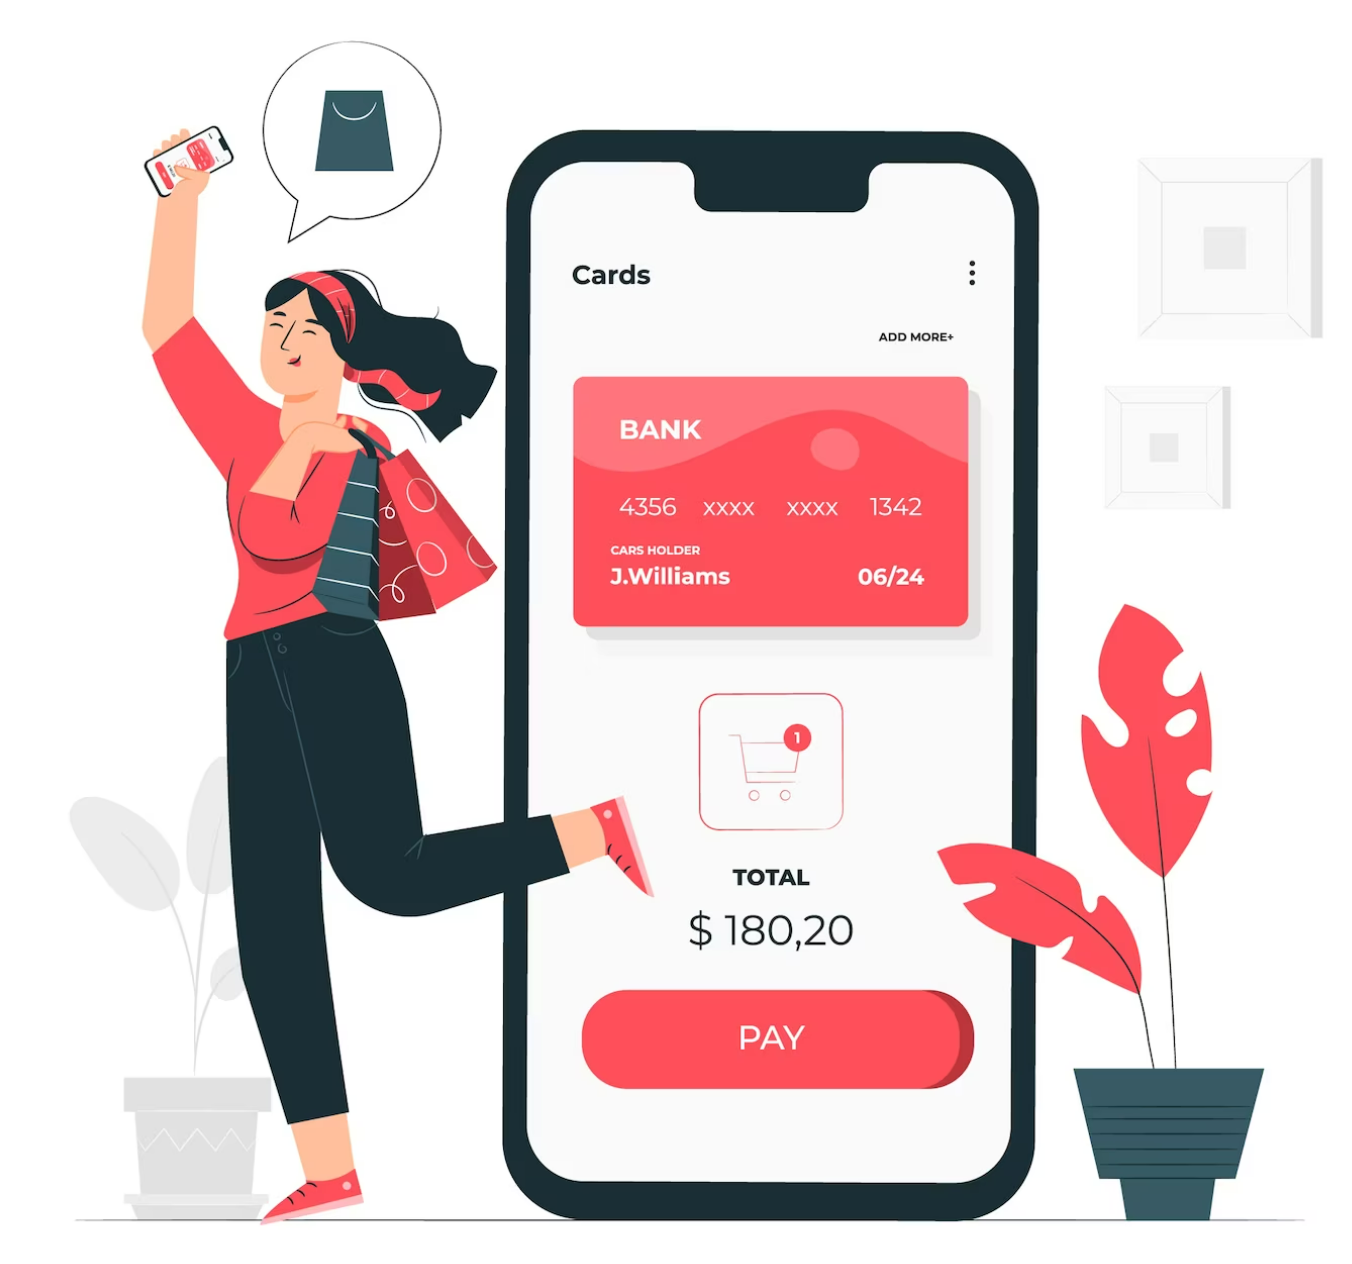 Cards
ADD MORE+
BANK
4356 xxxx xxxx 1342
CARS HOLDER
J.Williams 06/24
1
TOTAL
$ 180,20
PAY